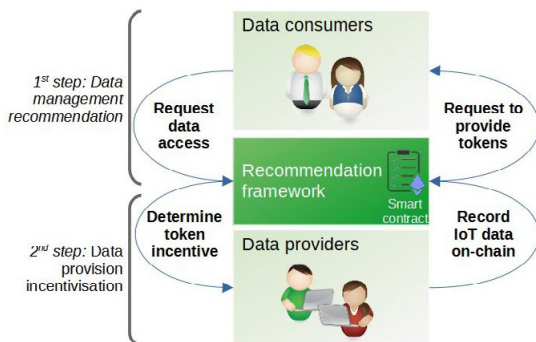 Data consumers
1st step: Data
management
recommendation
Request
data
access
Request to
provide
tokens
Recommendation
framework
Smart
contract
Determine
token
incentive
Record
IoT data
on-chain
2nd step: Data
provision
incentivisation
Data providers